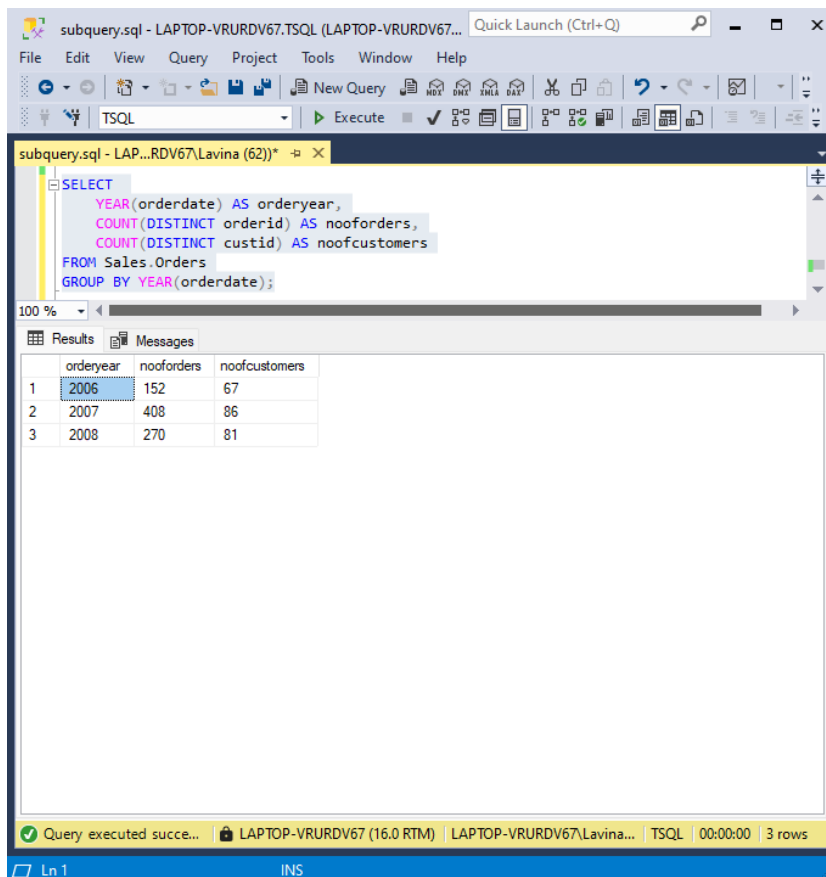 subquery.sql - LAPTOP-VRURDV67.TSQL (LAPTOP-VRURDV67... Quick Launch (Ctrl+Q)
File Edit View Query Project Tools Window Help
New Query MDX DMX XMLA DAX
TSQL Execute
subquery.sql - LAP...RDV67\Lavina (62))*
SELECT
YEAR(orderdate) AS orderyear,
COUNT(DISTINCT orderid) AS nooforders,
COUNT(DISTINCT custid) AS noofcustomers
FROM Sales.Orders
GROUP BY YEAR(orderdate);
100 %
Results Messages
orderyear nooforders noofcustomers
1 2006 152 67
2 2007 408 86
3 2008 270 81
Query executed succe... LAPTOP-VRURDV67 (16.0 RTM) LAPTOP-VRURDV67\Lavina... TSQL 00:00:00 3 rows
Ln 1 INS